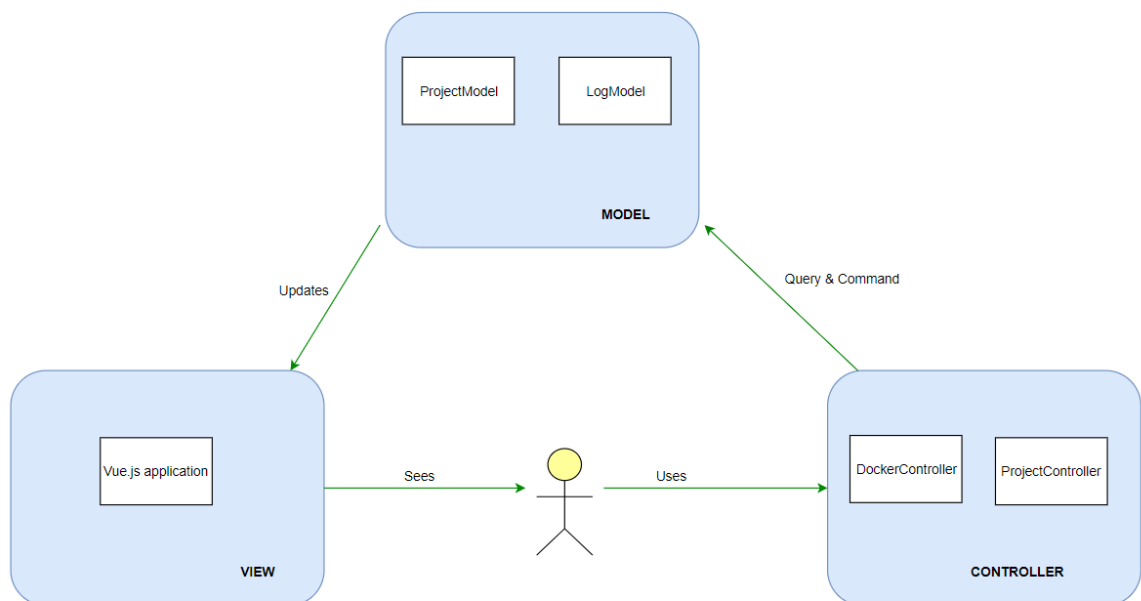 ProjectModel
LogModel
MODEL
Query & Command
Updates
Vue.js application
Sees
Uses
DockerController
ProjectController
VIEW
CONTROLLER